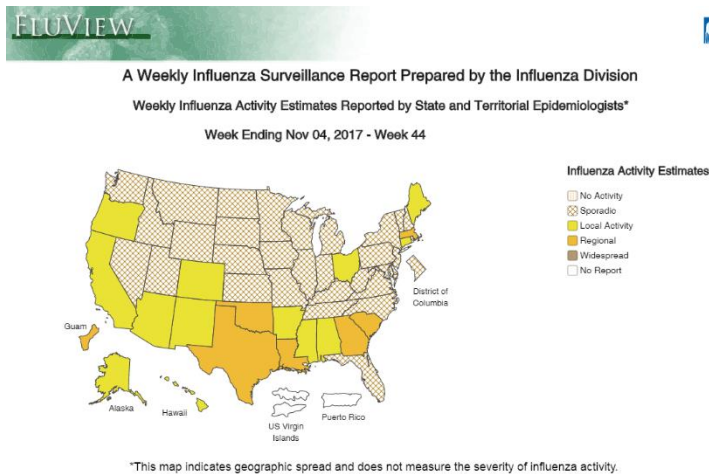 FLUVIEW
A Weekly Influenza Surveillance Report Prepared by the Influenza Division
Weekly Influenza Activity Estimates Reported by State and Territorial Epidemiologists*
Week Ending Nov 04, 2017 - Week 44
Influenza Activity Estimates
No Activity
Sporadic
Local Activity
Regional
Widespread
No Report
District of
Columbia
Guam
Alaska
Hawaii
US Virgin
Islands
Puerto Rico
*This map indicates geographic spread and does not measure the severity of influenza activity.